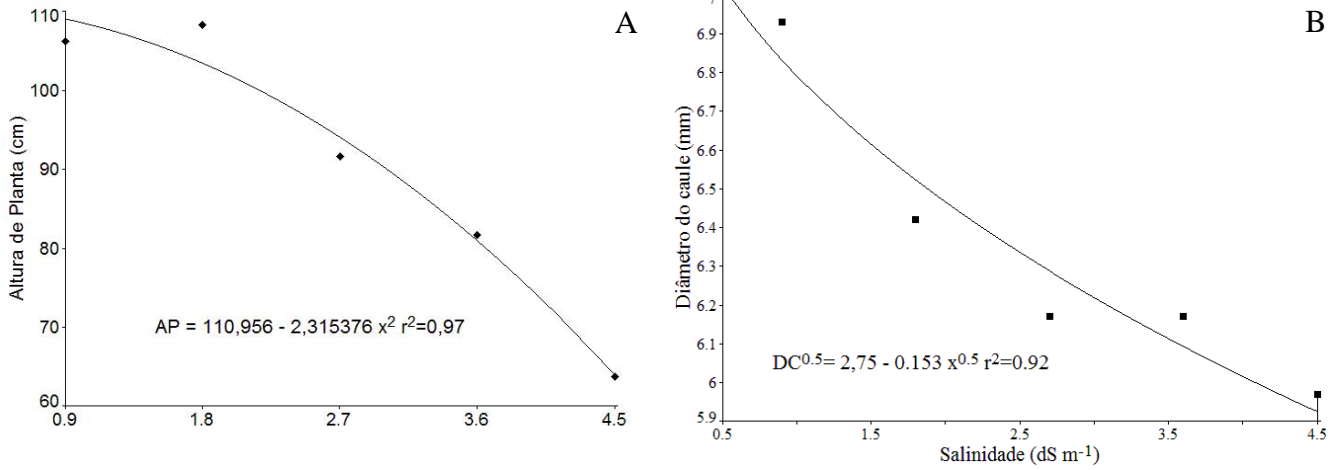 A
Altura de Planta (cm)
110
100
90
80
70
60
0.9 1.8 2.7 3.6 4.5
AP = 110,956 - 2,315376 x² r²=0,97
B
Diâmetro do caule (mm)
7
6.9
6.8
6.7
6.6
6.5
6.4
6.3
6.2
6.1
6
5.9
0.5 1.5 2.5 3.5 4.5
DC^0.5= 2,75 - 0.153 x^0.5 r²=0.92
Salinidade (dS m⁻¹)